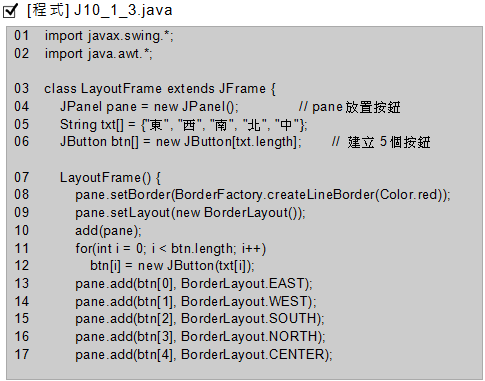 [程式] J10_1_3.java
01 import javax.swing.*;
02 import java.awt.*;
03 class LayoutFrame extends JFrame {
04 JPanel pane = new JPanel(); // pane放置按鈕
05 String txt[] = {"東", "西", "南", "北", "中"};
06 JButton btn[] = new JButton[txt.length]; // 建立 5個按鈕
07 LayoutFrame() {
08 pane.setBorder(BorderFactory.createLineBorder(Color.red));
09 pane.setLayout(new BorderLayout());
10 add(pane);
11 for(int i = 0; i < btn.length; i++)
12 btn[i] = new JButton(txt[i]);
13 pane.add(btn[0], BorderLayout.EAST);
14 pane.add(btn[1], BorderLayout.WEST);
15 pane.add(btn[2], BorderLayout.SOUTH);
16 pane.add(btn[3], BorderLayout.NORTH);
17 pane.add(btn[4], BorderLayout.CENTER);